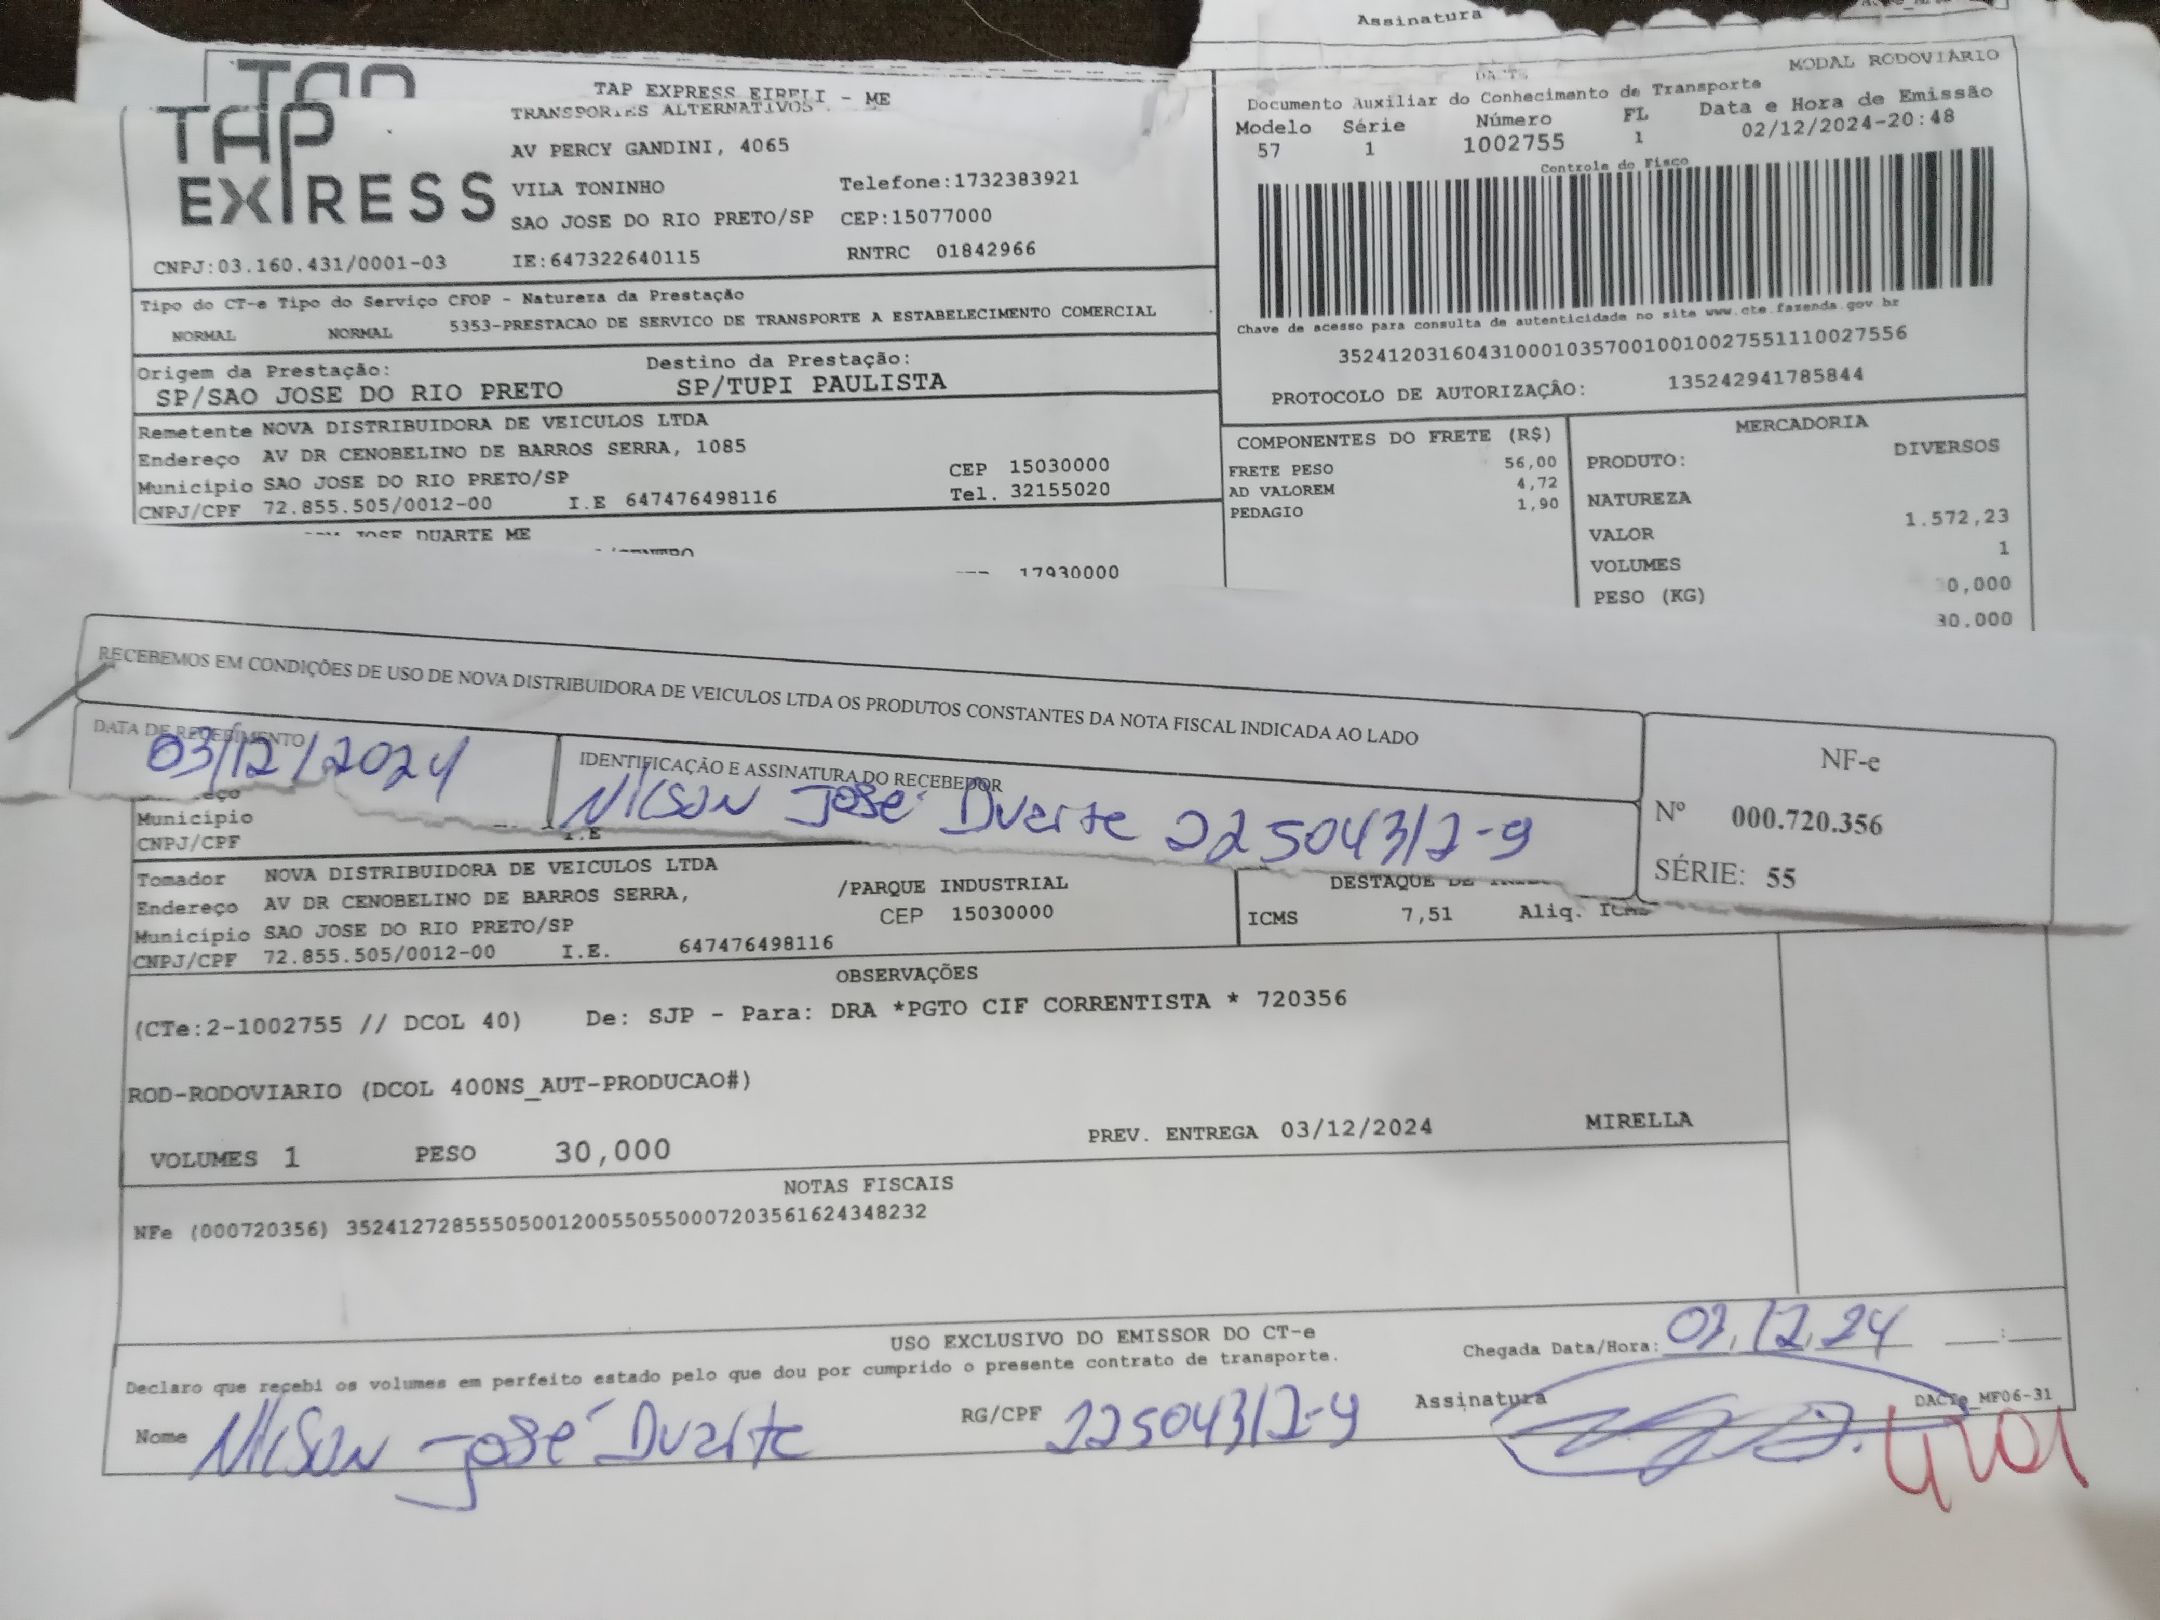 Assinatura
TAP
EXPRESS
TAP EXPRESS EIRELI - ME
TRANSPORTES ALTERNATIVOS
AV PERCY GANDINI, 4065
VILA TONINHO Telefone:1732383921
SAO JOSE DO RIO PRETO/SP CEP:15077000
CNPJ:03.160.431/0001-03 IE:647322640115 RNTRC 01842966
MODAL RODOVIÁRIO
Documento Auxiliar do Conhecimento de Transporte
Modelo Série Número FL Data e Hora de Emissão
57 1 1002755 1 02/12/2024-20:48
Controle do Fisco
Chave de acesso para consulta de autenticidade no site www.cte.fazenda.gov.br
35241203160431000103570010010027551110027556
PROTOCOLO DE AUTORIZAÇÃO: 135242941785844
Tipo do CT-e Tipo do Serviço CFOP - Natureza da Prestação
NORMAL NORMAL 5353-PRESTACAO DE SERVICO DE TRANSPORTE A ESTABELECIMENTO COMERCIAL
Origem da Prestação: Destino da Prestação:
SP/SAO JOSE DO RIO PRETO SP/TUPI PAULISTA
Remetente NOVA DISTRIBUIDORA DE VEICULOS LTDA
Endereço AV DR CENOBELINO DE BARROS SERRA, 1085
Municipio SAO JOSE DO RIO PRETO/SP CEP 15030000
CNPJ/CPF 72.855.505/0012-00 I.E 647476498116 Tel. 32155020
JOSE DUARTE ME
17930000
COMPONENTES DO FRETE (R$)
FRETE PESO 56,00
AD VALOREM 4,72
PEDAGIO 1,90
MERCADORIA
PRODUTO: DIVERSOS
NATUREZA
VALOR 1.572,23
VOLUMES 1
PESO (KG) 0,000
30.000
RECEBEMOS EM CONDIÇÕES DE USO DE NOVA DISTRIBUIDORA DE VEICULOS LTDA OS PRODUTOS CONSTANTES DA NOTA FISCAL INDICADA AO LADO
DATA DE RECEBIMENTO
03/12/2024
IDENTIFICAÇÃO E ASSINATURA DO RECEBEDOR
Nilson José Duarte 22504312-9
NF-e
Nº 000.720.356
SÉRIE: 55
Municipio
CNPJ/CPF I.E
Tomador NOVA DISTRIBUIDORA DE VEICULOS LTDA
Endereço AV DR CENOBELINO DE BARROS SERRA, /PARQUE INDUSTRIAL
Municipio SAO JOSE DO RIO PRETO/SP CEP 15030000
CNPJ/CPF 72.855.505/0012-00 I.E. 647476498116
DESTAQUE DE
ICMS 7,51 Aliq. ICMS
OBSERVAÇÕES
(CTe:2-1002755 // DCOL 40) De: SJP - Para: DRA *PGTO CIF CORRENTISTA * 720356
ROD-RODOVIARIO (DCOL 400NS_AUT-PRODUCAO#)
VOLUMES 1 PESO 30,000 PREV. ENTREGA 03/12/2024 MIRELLA
NOTAS FISCAIS
NFe (000720356) 35241272855505001200550550007203561624348232
USO EXCLUSIVO DO EMISSOR DO CT-e
Declaro que recebi os volumes em perfeito estado pelo que dou por cumprido o presente contrato de transporte.
Chegada Data/Hora: 03,12,24 :
Nome Nilson José Duarte RG/CPF 22504312-9 Assinatura
DACTe_MF06-31